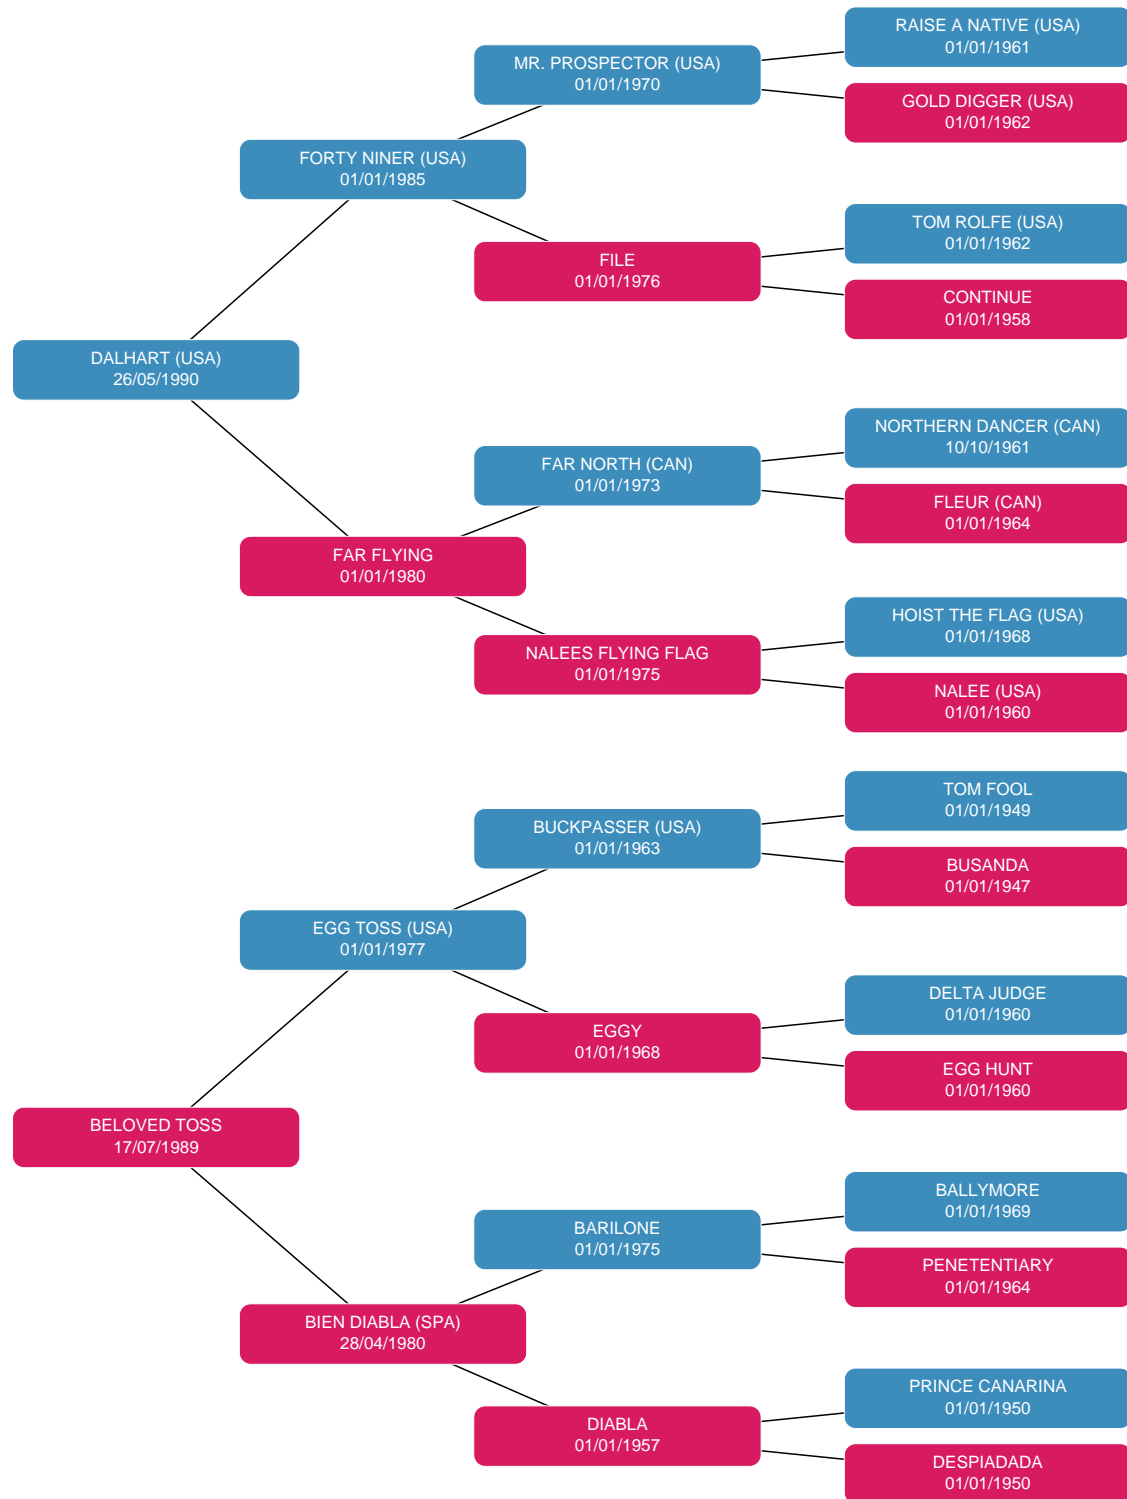 RAISE A NATIVE (USA)
01/01/1961
MR. PROSPECTOR (USA)
01/01/1970
GOLD DIGGER (USA)
01/01/1962
FORTY NINER (USA)
01/01/1985
TOM ROLFE (USA)
01/01/1962
FILE
01/01/1976
CONTINUE
01/01/1958
DALHART (USA)
26/05/1990
NORTHERN DANCER (CAN)
10/10/1961
FAR NORTH (CAN)
01/01/1973
FLEUR (CAN)
01/01/1964
FAR FLYING
01/01/1980
HOIST THE FLAG (USA)
01/01/1968
NALEES FLYING FLAG
01/01/1975
NALEE (USA)
01/01/1960
TOM FOOL
01/01/1949
BUCKPASSER (USA)
01/01/1963
BUSANDA
01/01/1947
EGG TOSS (USA)
01/01/1977
DELTA JUDGE
01/01/1960
EGGY
01/01/1968
EGG HUNT
01/01/1960
BELOVED TOSS
17/07/1989
BALLYMORE
01/01/1969
BARILONE
01/01/1975
PENETENTIARY
01/01/1964
BIEN DIABLA (SPA)
28/04/1980
PRINCE CANARINA
01/01/1950
DIABLA
01/01/1957
DESPIADADA
01/01/1950